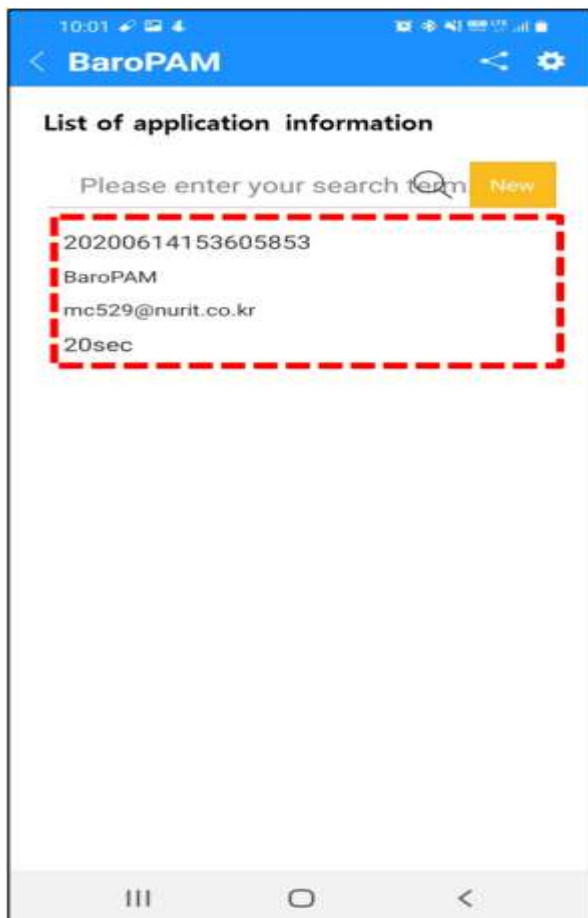 10:01
BaroPAM
List of application information
Please enter your search term
New
20200614153605853
BaroPAM
mc529@nurit.co.kr
20sec